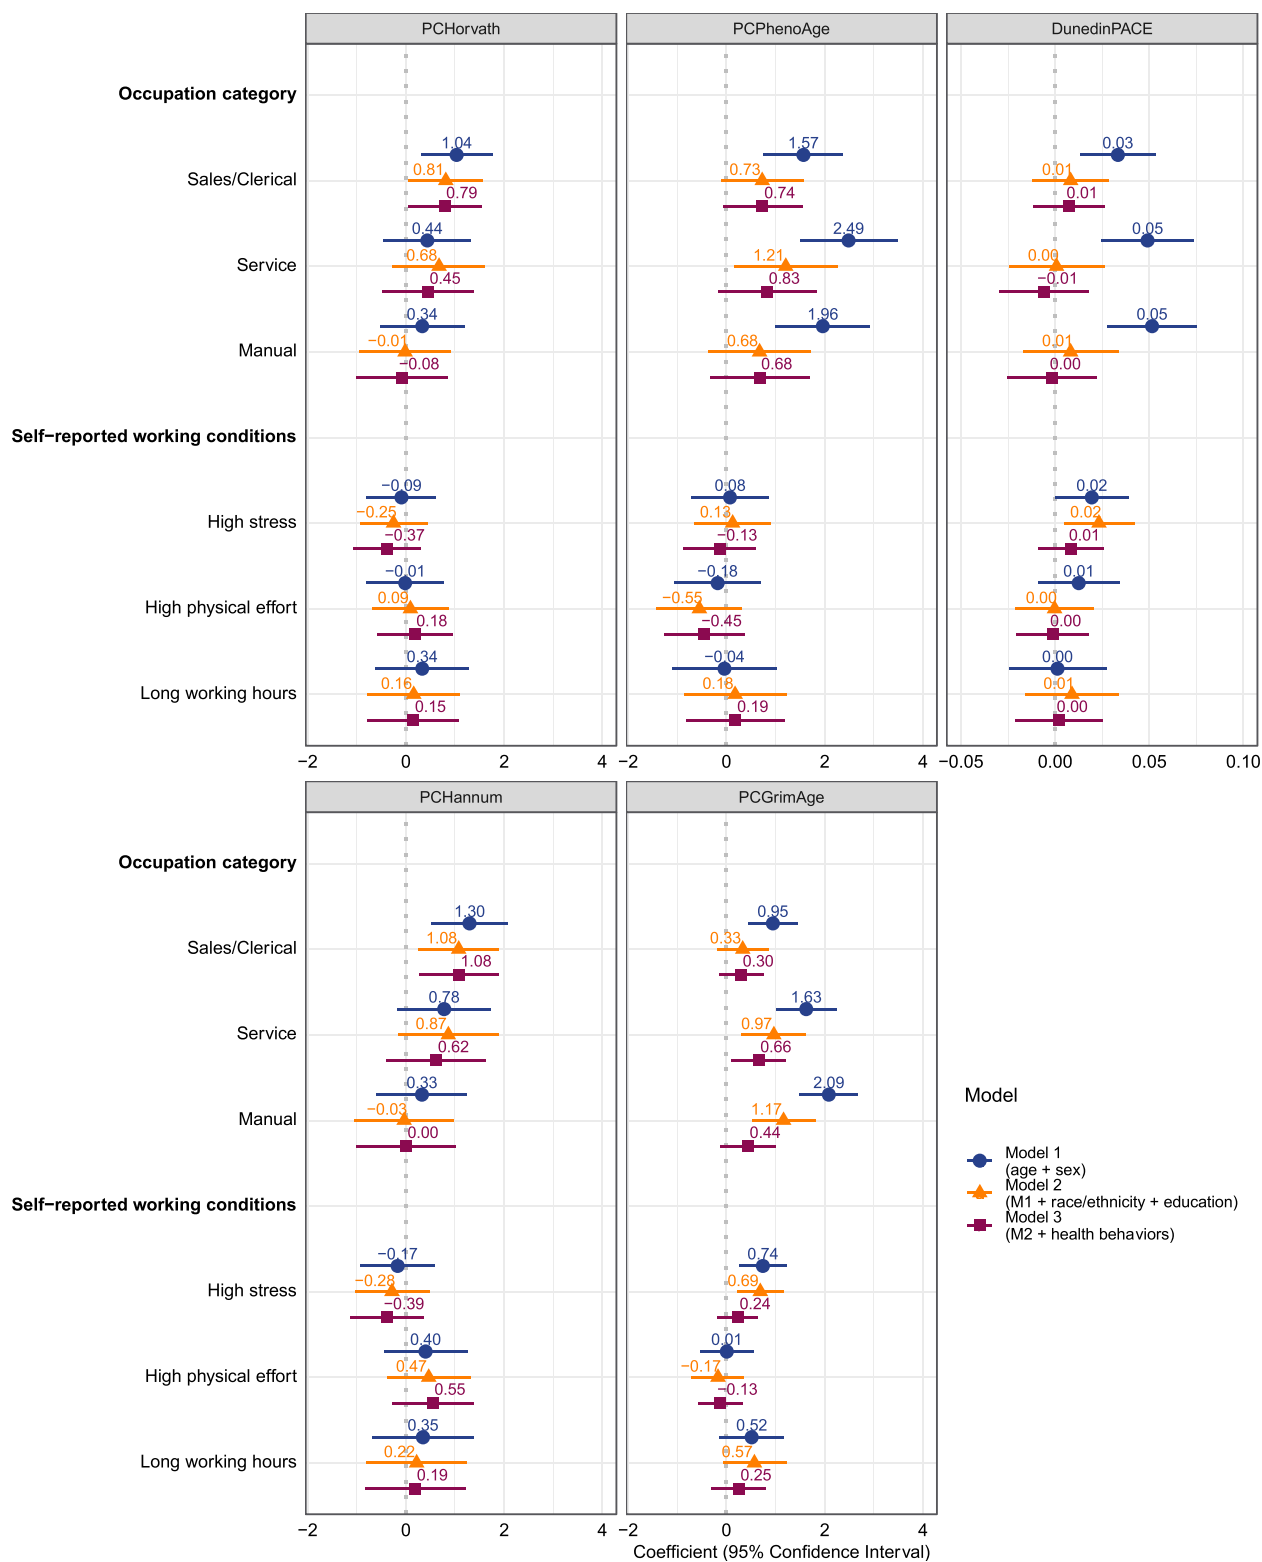 PCHorvath
PCPhenoAge
DunedinPACE
Occupation category
1.04
1.57
0.03
0.81
0.73
0.01
Sales/Clerical
0.79
0.74
0.01
0.44
2.49
0.05
0.68
1.21
0.00
Service
0.45
0.83
−0.01
0.34
1.96
0.05
−0.01
0.68
0.01
Manual
−0.08
0.68
0.00
Self−reported working conditions
−0.09
0.08
0.02
−0.25
0.13
0.02
High stress
−0.37
−0.13
0.01
−0.01
−0.18
0.01
0.09
−0.55
0.00
High physical effort
0.18
−0.45
0.00
0.34
−0.04
0.00
0.16
0.18
0.01
Long working hours
0.15
0.19
0.00
−2 0 2 4
−2 0 2 4
−0.05 0.00 0.05 0.10
PCHannum
PCGrimAge
Occupation category
1.30
0.95
1.08
0.33
Sales/Clerical
1.08
0.30
0.78
1.63
0.87
0.97
Service
0.62
0.66
0.33
2.09
−0.03
1.17
Manual
0.00
0.44
Self−reported working conditions
−0.17
0.74
−0.28
0.69
High stress
−0.39
0.24
0.40
0.01
0.47
−0.17
High physical effort
0.55
−0.13
0.35
0.52
0.22
0.57
Long working hours
0.19
0.25
−2 0 2 4
−2 0 2 4
Coefficient (95% Confidence Interval)
Model
Model 1
(age + sex)
Model 2
(M1 + race/ethnicity + education)
Model 3
(M2 + health behaviors)